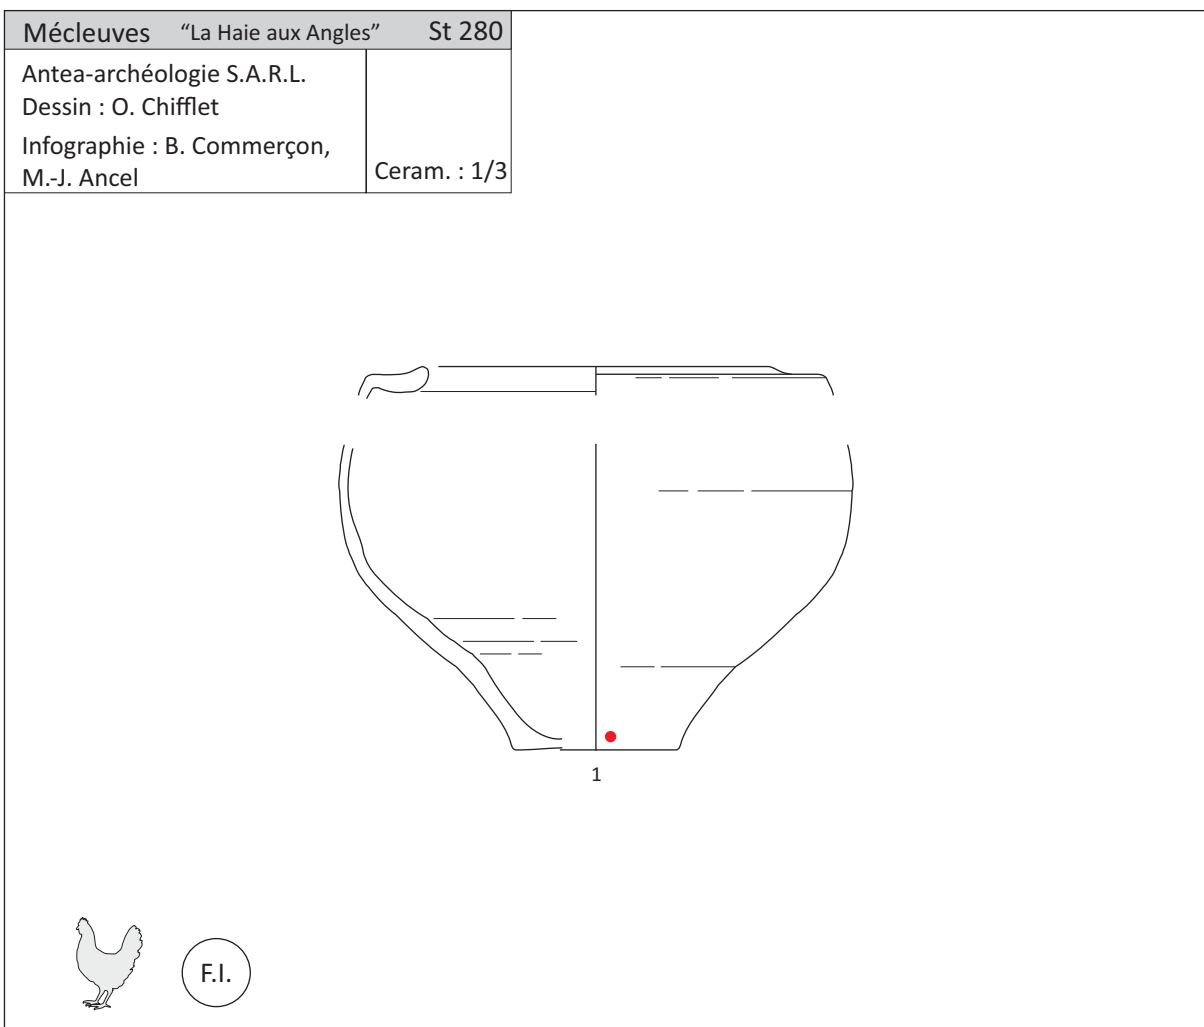 Mécleuves “La Haie aux Angles” St 280
Antea-archéologie S.A.R.L.
Dessin : O. Chifflet
Infographie : B. Commerçon,
M.-J. Ancel
Ceram. : 1/3
1
F.I.